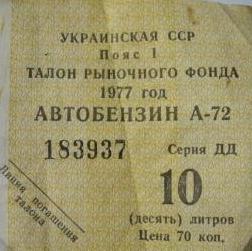 УКРАИНСКАЯ ССР
Пояс I
ТАЛОН РЫНОЧНОГО ФОНДА
1977 год
АВТОБЕНЗИН А-72
183937 Серия ДД
10
(десять) литров
Цена 70 коп.
Линия погашения
талона